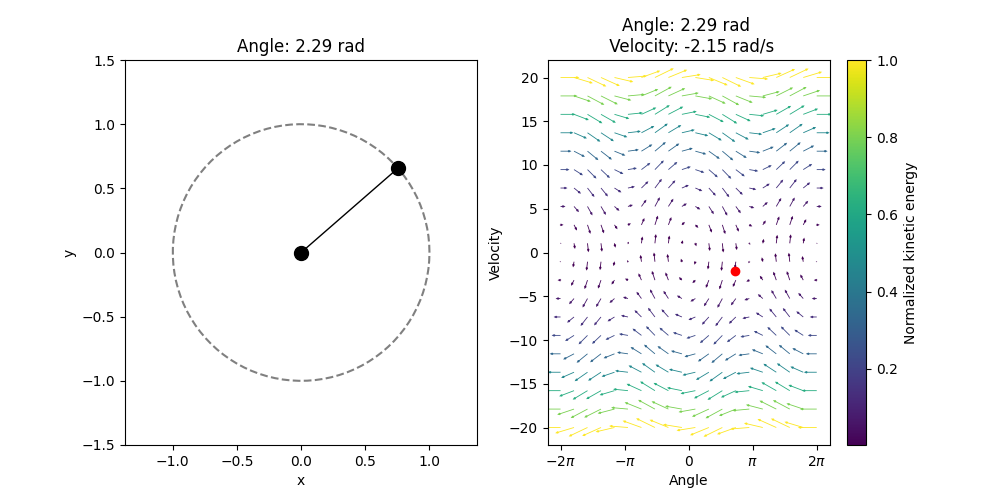 Angle: 2.29 rad
1.5
1.0
0.5
0.0
−0.5
−1.0
−1.5
−1.0
−0.5
0.0
0.5
1.0
x
y
Angle: 2.29 rad
Velocity: -2.15 rad/s
20
15
10
5
0
−5
−10
−15
−20
−2π
−π
0
π
2π
Angle
Velocity
1.0
0.8
0.6
0.4
0.2
Normalized kinetic energy